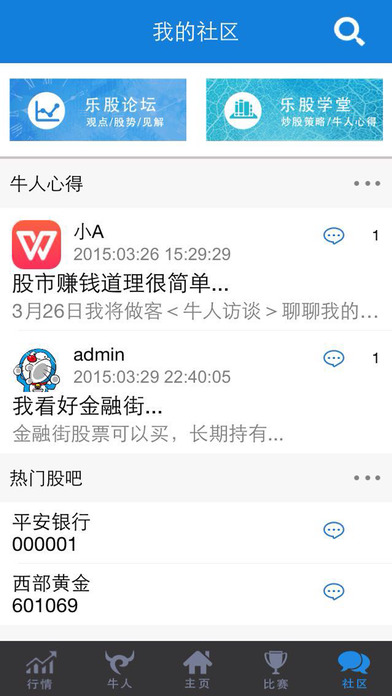 我的社区
乐股论坛
观点/股势/见解
乐股学堂
炒股策略/牛人心得
牛人心得
小A
1
2015:03:26 15:29:29
股市赚钱道理很简单...
3月26日我将做客<牛人访谈>聊聊我的...
admin
1
2015:03:29 22:40:05
我看好金融街...
金融街股票可以买，长期持有...
热门股吧
平安银行
000001
西部黄金
601069
行情
牛人
主页
比赛
社区